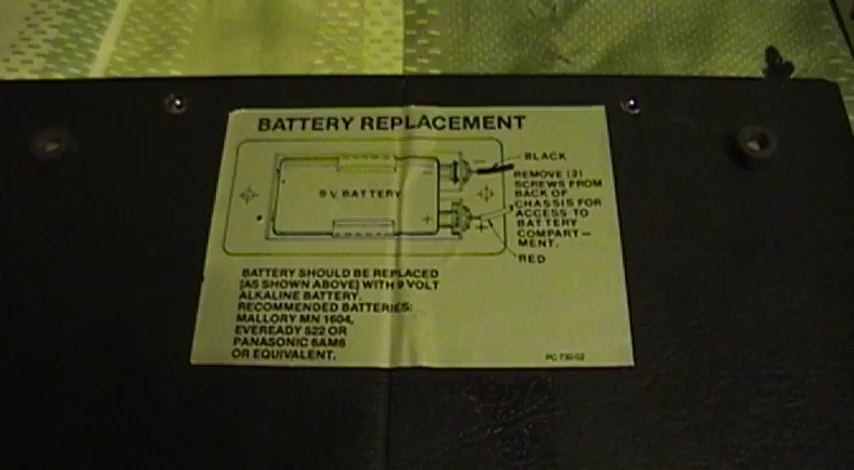 BATTERY REPLACEMENT
BLACK
9 V. BATTERY
REMOVE (2)
SCREWS FROM
BACK OF
CHASSIS FOR
ACCESS TO
BATTERY
COMPART-
MENT.
RED
BATTERY SHOULD BE REPLACED
[AS SHOWN ABOVE] WITH 9 VOLT
ALKALINE BATTERY.
RECOMMENDED BATTERIES:
MALLORY MN 1604,
EVEREADY 522 OR
PANASONIC 6AM6
OR EQUIVALENT.
PC 730-02